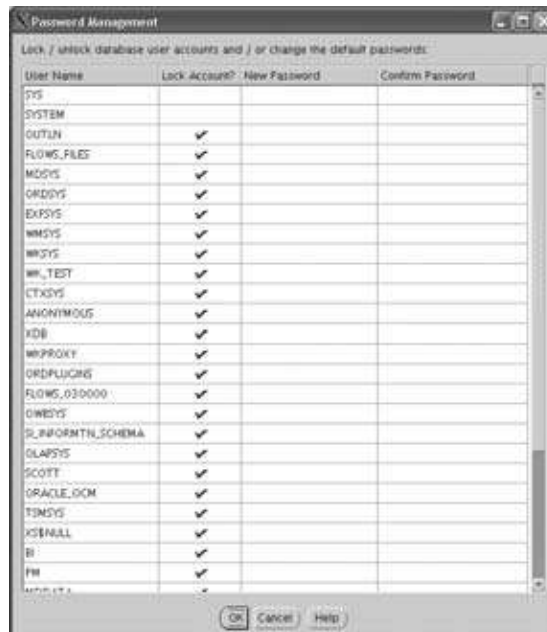 Password Management
Lock / unlock database user accounts and / or change the default passwords:
User Name Lock Account? New Password Confirm Password
SYS
SYSTEM
OUTLN
FLOWS_FILES
MDSYS
ORDSYS
EXFSYS
WMSYS
WKSYS
WK_TEST
CTXSYS
ANONYMOUS
XDB
WKPROXY
ORDPLUGINS
FLOWS_030000
OWBSYS
SI_INFORMTN_SCHEMA
OLAPSYS
SCOTT
ORACLE_OCM
TSMSYS
XS$NULL
BI
PM
MDDATA
OK Cancel Help